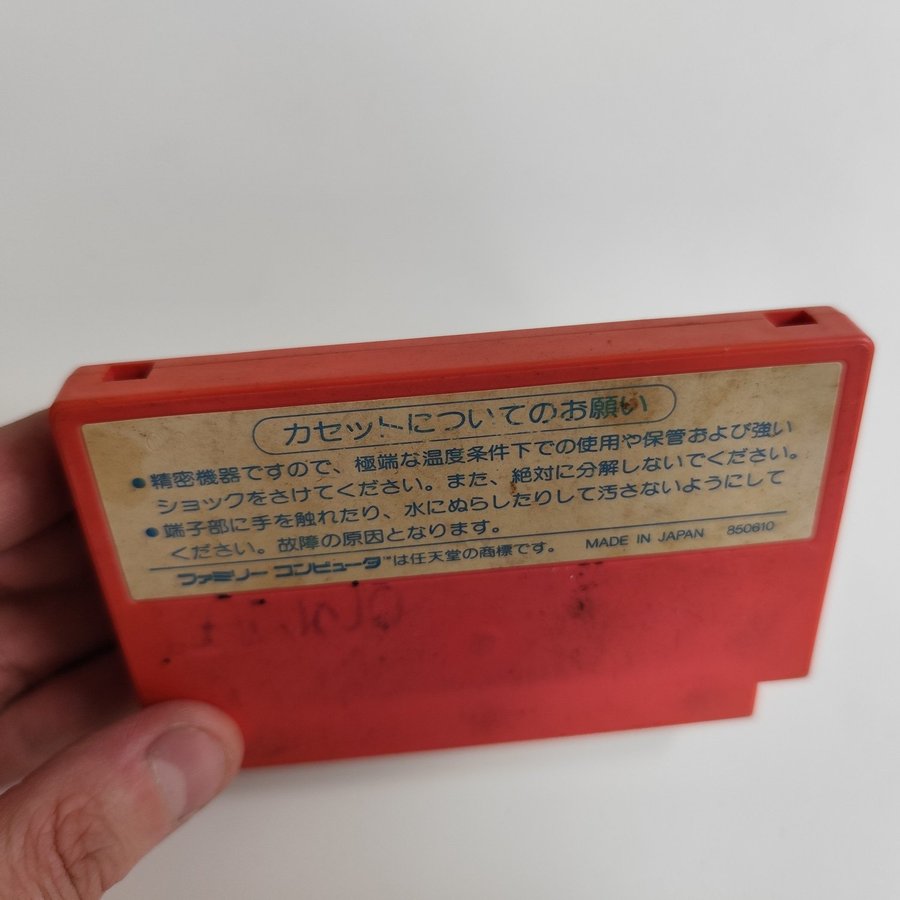 カセットについてのお願い
●精密機器ですので、極端な温度条件下での使用や保管および強い
ショックをさけてください。また、絶対に分解しないでください。
●端子部に手を触れたり、水にぬらしたりして汚さないようにして
ください。故障の原因となります。
ファミリー コンピュータ™は任天堂の商標です。 MADE IN JAPAN 850610